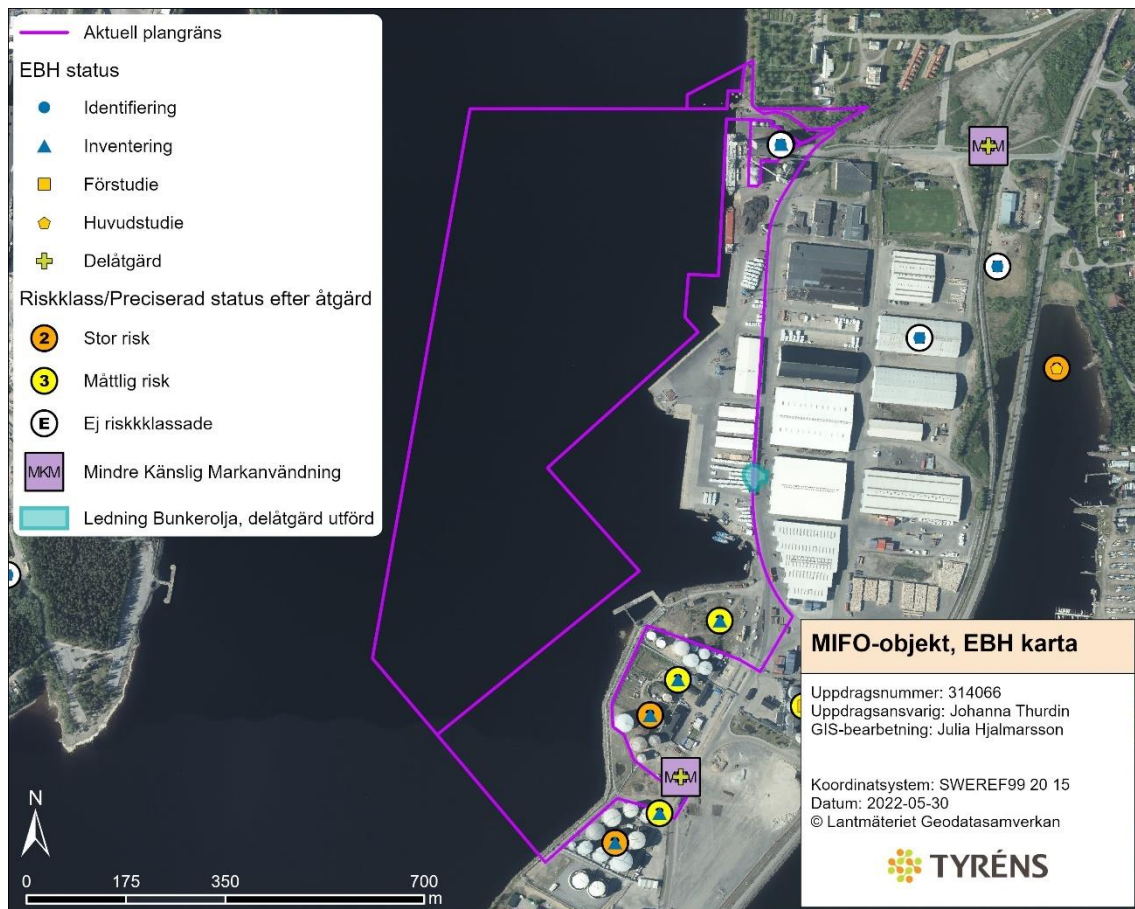 Aktuell plangräns
EBH status
Identifiering
Inventering
Förstudie
Huvudstudie
Delåtgärd
Riskklass/Preciserad status efter åtgärd
2 Stor risk
3 Måttlig risk
E Ej riskkklassade
MKM Mindre Känslig Markanvändning
Ledning Bunkerolja, delåtgärd utförd
MIFO-objekt, EBH karta
Uppdragsnummer: 314066
Uppdragsansvarig: Johanna Thurdin
GIS-bearbetning: Julia Hjalmarsson
Koordinatsystem: SWEREF99 20 15
Datum: 2022-05-30
© Lantmäteriet Geodatasamverkan
TYRÉNS
N
0 175 350 700
m